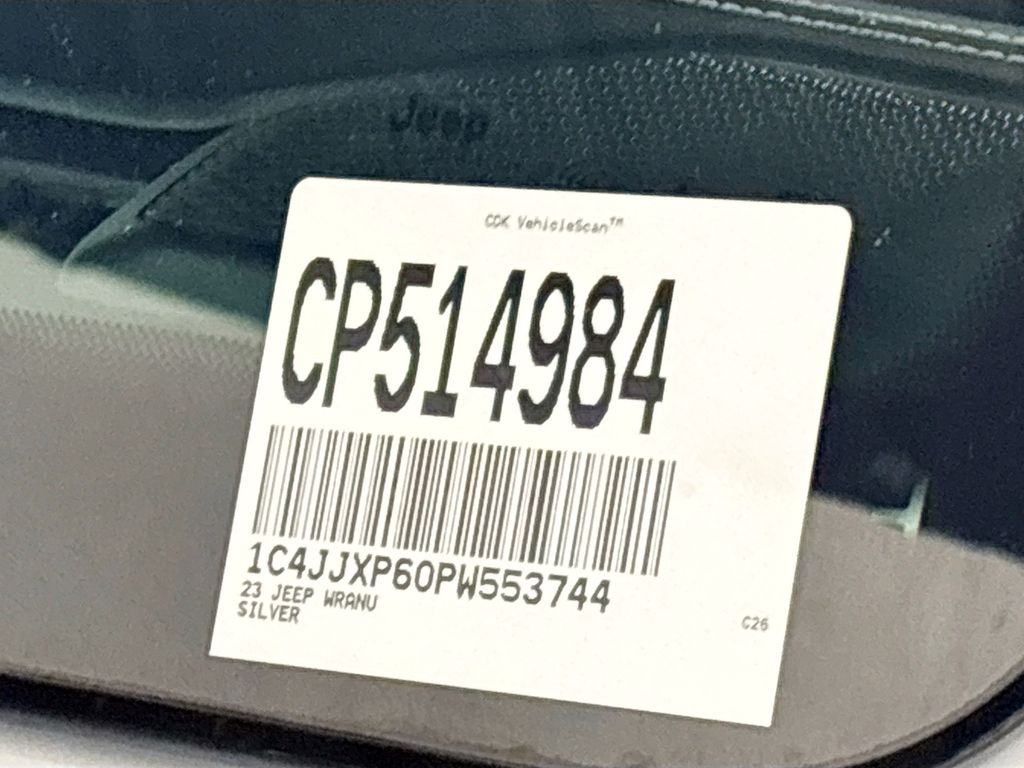 Jeep
CDK VehicleScan™
CP514984
1C4JJXP60PW553744
23 JEEP WRANU
SILVER
C26